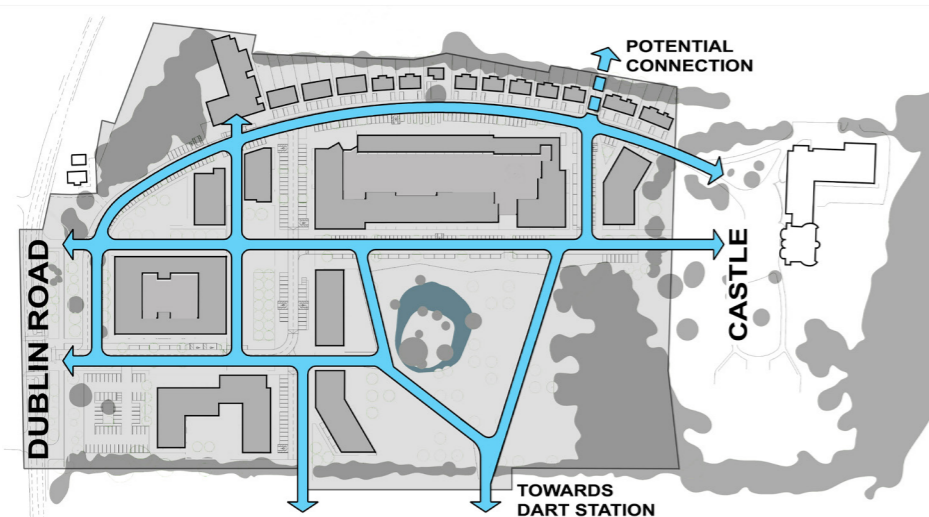 POTENTIAL
CONNECTION
DUBLIN ROAD
CASTLE
TOWARDS
DART STATION